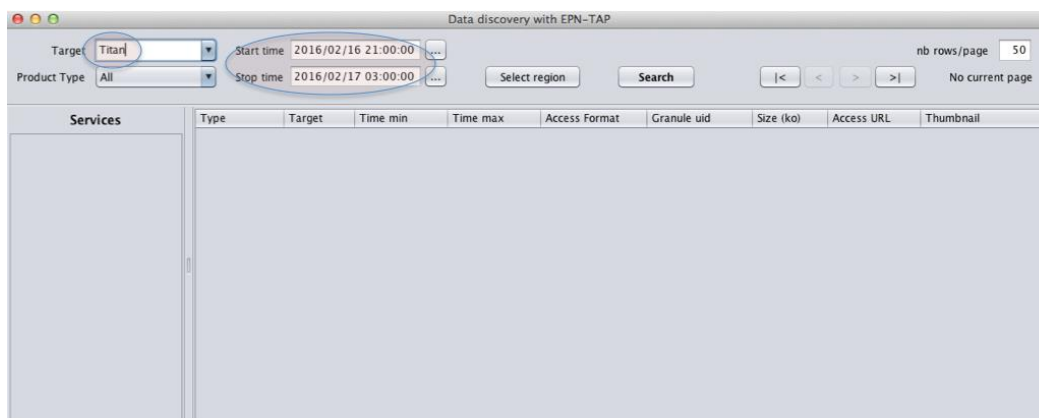 Data discovery with EPN-TAP
Target Titan Start time 2016/02/16 21:00:00 ... nb rows/page 50
Product Type All Stop time 2016/02/17 03:00:00 ... Select region Search |< < > >| No current page
Services Type Target Time min Time max Access Format Granule uid Size (ko) Access URL Thumbnail